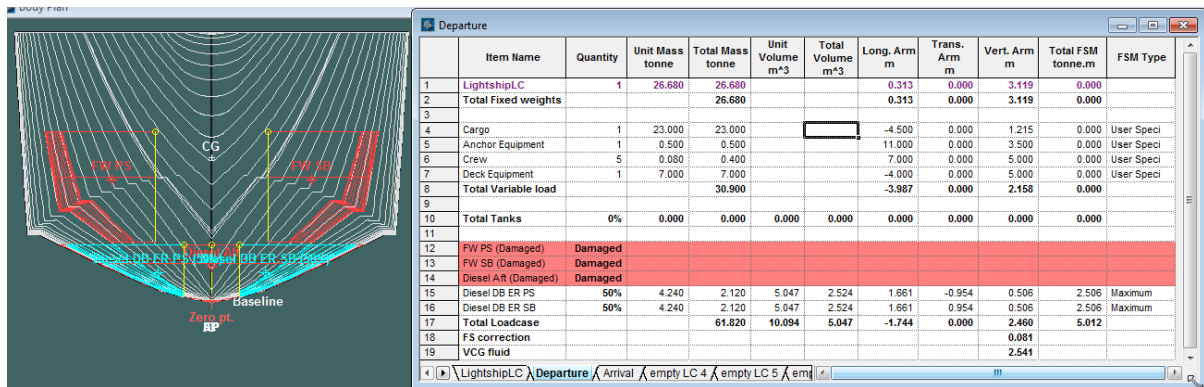 Body Plan
CG
FW PS
FW SB
Baseline
Zero pt.
Departure
Item Name Quantity Unit Mass tonne Total Mass tonne Unit Volume m^3 Total Volume m^3 Long. Arm m Trans. Arm m Vert. Arm m Total FSM tonne.m FSM Type
1 LightshipLC 1 26.680 26.680 0.313 0.000 3.119 0.000
2 Total Fixed weights 26.680 0.313 0.000 3.119 0.000
3
4 Cargo 1 23.000 23.000 -4.500 0.000 1.215 0.000 User Speci
5 Anchor Equipment 1 0.500 0.500 11.000 0.000 3.500 0.000 User Speci
6 Crew 5 0.080 0.400 7.000 0.000 5.000 0.000 User Speci
7 Deck Equipment 1 7.000 7.000 -4.000 0.000 5.000 0.000 User Speci
8 Total Variable load 30.900 -3.987 0.000 2.158 0.000
9
10 Total Tanks 0% 0.000 0.000 0.000 0.000 0.000 0.000 0.000 0.000
11
12 FW PS (Damaged) Damaged
13 FW SB (Damaged) Damaged
14 Diesel Aft (Damaged) Damaged
15 Diesel DB ER PS 50% 4.240 2.120 5.047 2.524 1.661 -0.954 0.506 2.506 Maximum
16 Diesel DB ER SB 50% 4.240 2.120 5.047 2.524 1.661 0.954 0.506 2.506 Maximum
17 Total Loadcase 61.820 10.094 5.047 -1.744 0.000 2.460 5.012
18 FS correction 0.081
19 VCG fluid 2.541
LightshipLC Departure Arrival empty LC 4 empty LC 5